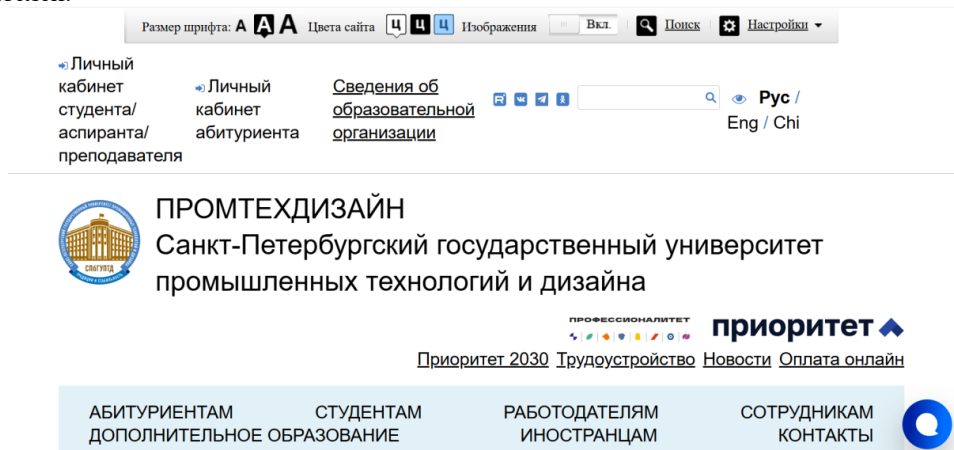 Размер шрифта: А А А Цвета сайта Ц Ц Ц Изображения Вкл. Поиск Настройки
Личный кабинет студента/ аспиранта/ преподавателя
Личный кабинет абитуриента
Сведения об образовательной организации
Рус /
Eng / Chi
ПРОМТЕХДИЗАЙН
Санкт-Петербургский государственный университет
промышленных технологий и дизайна
СПбГУПТД
ПРОФЕССИОНАЛИТЕТ
приоритет
Приоритет 2030 Трудоустройство Новости Оплата онлайн
АБИТУРИЕНТАМ СТУДЕНТАМ РАБОТОДАТЕЛЯМ СОТРУДНИКАМ
ДОПОЛНИТЕЛЬНОЕ ОБРАЗОВАНИЕ ИНОСТРАНЦАМ КОНТАКТЫ